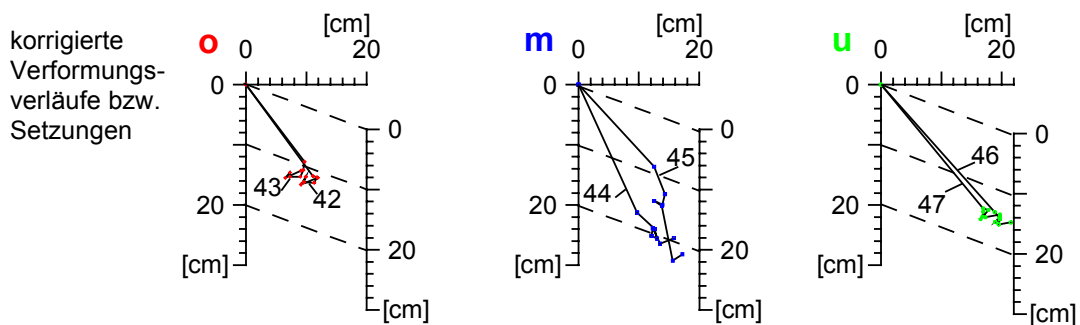 korrigierte
Verformungs-
verläufe bzw.
Setzungen
o
[cm]
0 20
0
20
[cm]
0
20
[cm]
43 42
m
[cm]
0 20
0
20
[cm]
0
20
[cm]
45
44
u
[cm]
0 20
0
20
[cm]
0
20
[cm]
46
47